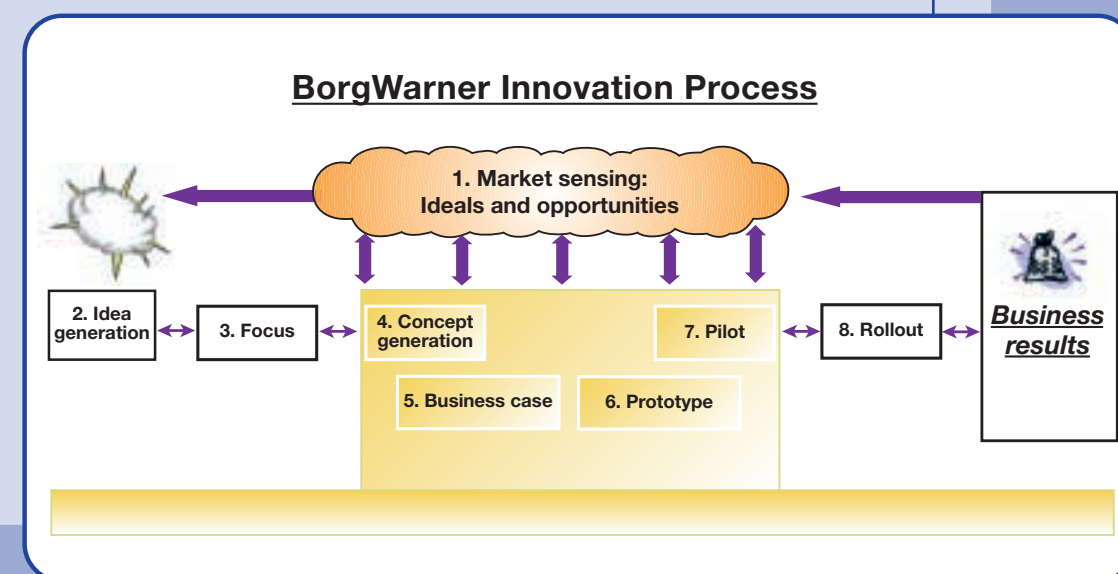 BorgWarner Innovation Process
1. Market sensing:
Ideals and opportunities
2. Idea
generation
3. Focus
4. Concept
generation
5. Business case
6. Prototype
7. Pilot
8. Rollout
Business
results